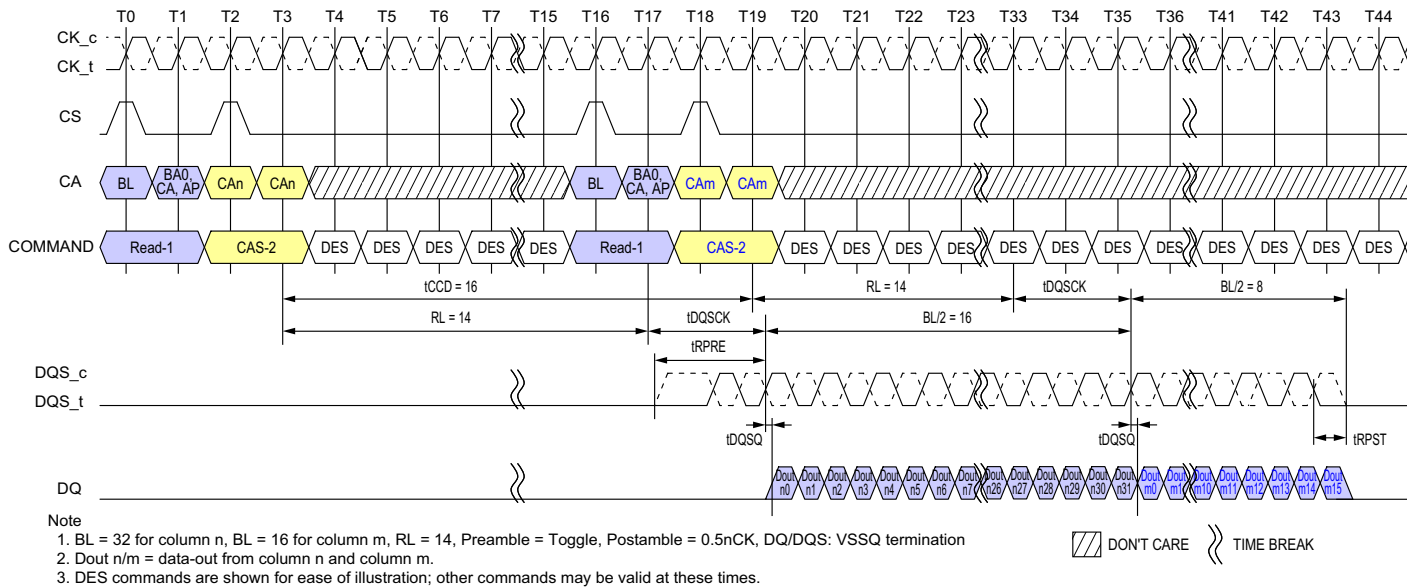 T0 T1 T2 T3 T4 T5 T6 T7 T15 T16 T17 T18 T19 T20 T21 T22 T23 T33 T34 T35 T36 T41 T42 T43 T44
CK_c
CK_t
CS
CA BL BA0, CA, AP CAn CAn BL BA0, CA, AP CAm CAm
COMMAND Read-1 CAS-2 DES DES DES DES DES Read-1 CAS-2 DES DES DES DES DES DES DES DES DES DES DES DES
tCCD = 16 RL = 14 tDQSCK BL/2 = 8
RL = 14 tDQSCK BL/2 = 16
tRPRE
DQS_c
DQS_t
tDQSQ tDQSQ tRPST
DQ Dout n0 Dout n1 Dout n2 Dout n3 Dout n4 Dout n5 Dout n6 Dout n7 Dout n26 Dout n27 Dout n28 Dout n29 Dout n30 Dout n31 Dout m0 Dout m1 Dout m10 Dout m11 Dout m12 Dout m13 Dout m14 Dout m15
Note
1. BL = 32 for column n, BL = 16 for column m, RL = 14, Preamble = Toggle, Postamble = 0.5nCK, DQ/DQS: VSSQ termination
2. Dout n/m = data-out from column n and column m.
3. DES commands are shown for ease of illustration; other commands may be valid at these times.
DON'T CARE TIME BREAK